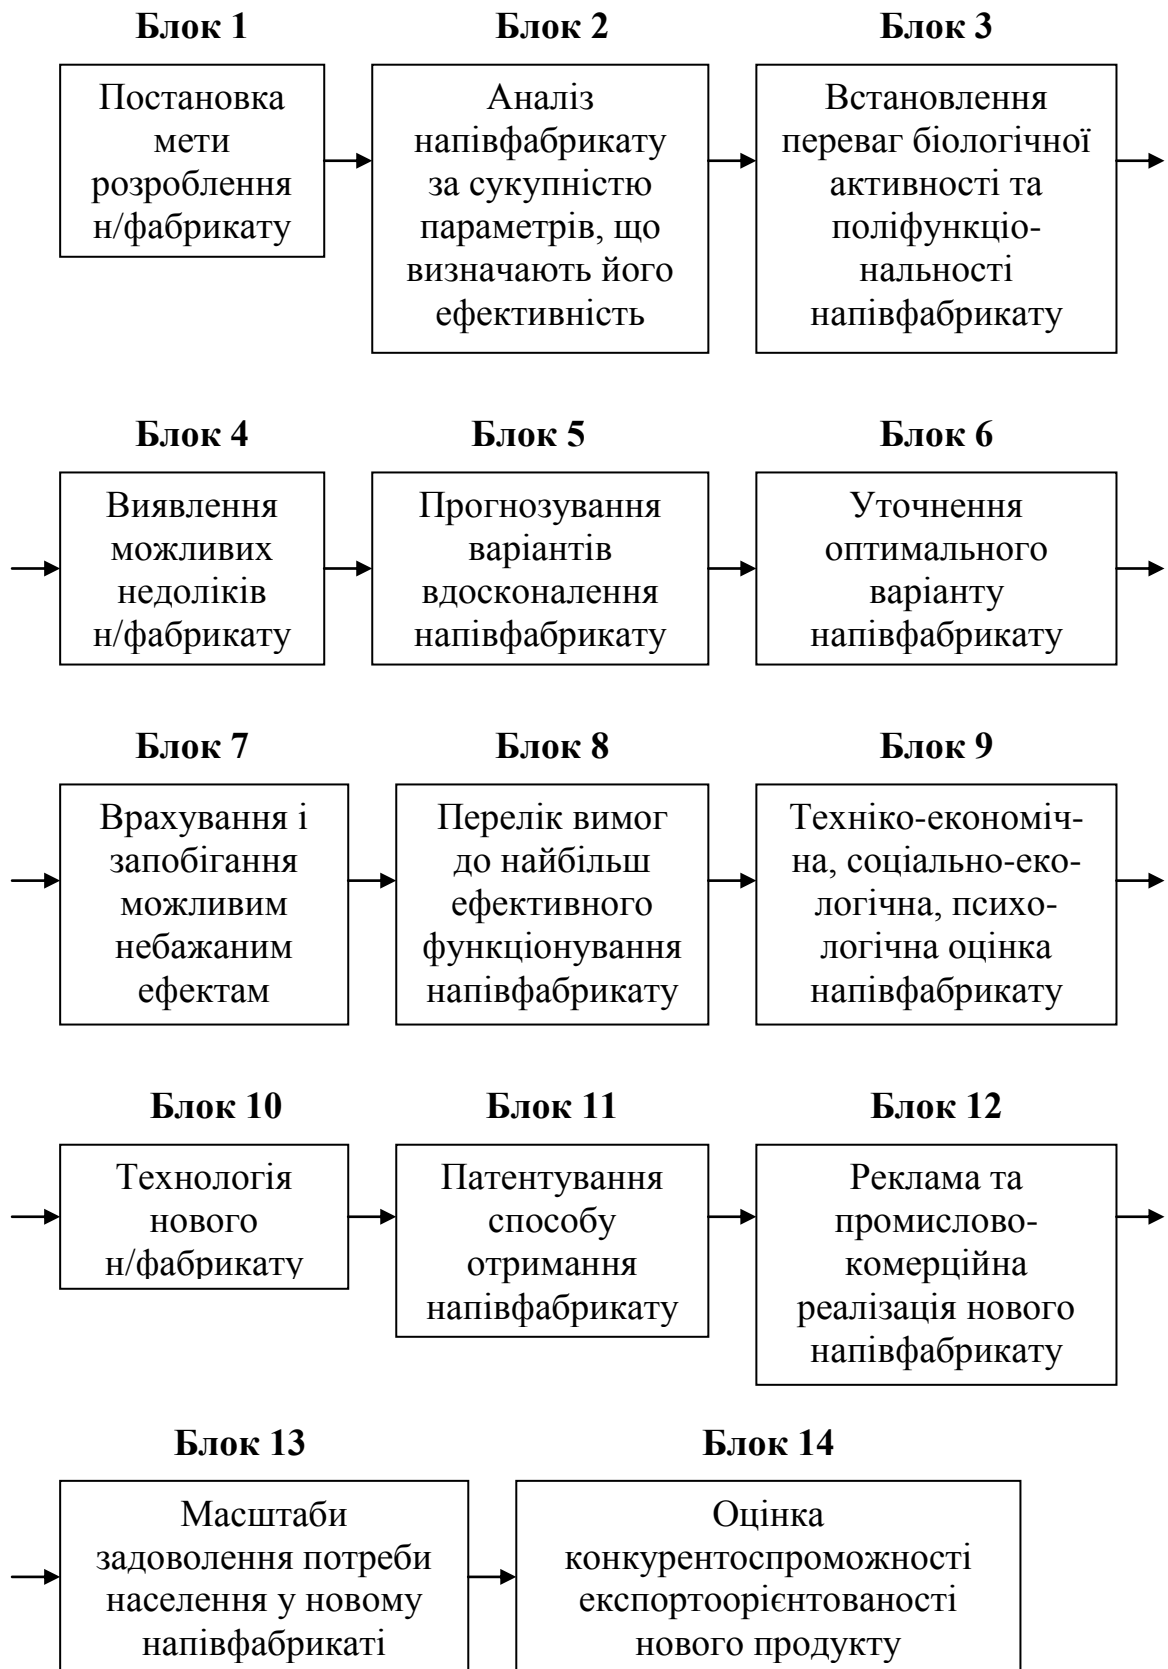 Блок 1
Постановка
мети
розроблення
н/фабрикату
Блок 2
Аналіз
напівфабрикату
за сукупністю
параметрів, що
визначають його
ефективність
Блок 3
Встановлення
переваг біологічної
активності та
поліфункціо-
нальності
напівфабрикату
Блок 4
Виявлення
можливих
недоліків
н/фабрикату
Блок 5
Прогнозування
варіантів
вдосконалення
напівфабрикату
Блок 6
Уточнення
оптимального
варіанту
напівфабрикату
Блок 7
Врахування і
запобігання
можливим
небажаним
ефектам
Блок 8
Перелік вимог
до найбільш
ефективного
функціонування
напівфабрикату
Блок 9
Техніко-економіч-
на, соціально-еко-
логічна, психо-
логічна оцінка
напівфабрикату
Блок 10
Технологія
нового
н/фабрикату
Блок 11
Патентування
способу
отримання
напівфабрикату
Блок 12
Реклама та
промислово-
комерційна
реалізація нового
напівфабрикату
Блок 13
Масштаби
задоволення потреби
населення у новому
напівфабрикаті
Блок 14
Оцінка
конкурентоспроможності
експортоорієнтованості
нового продукту